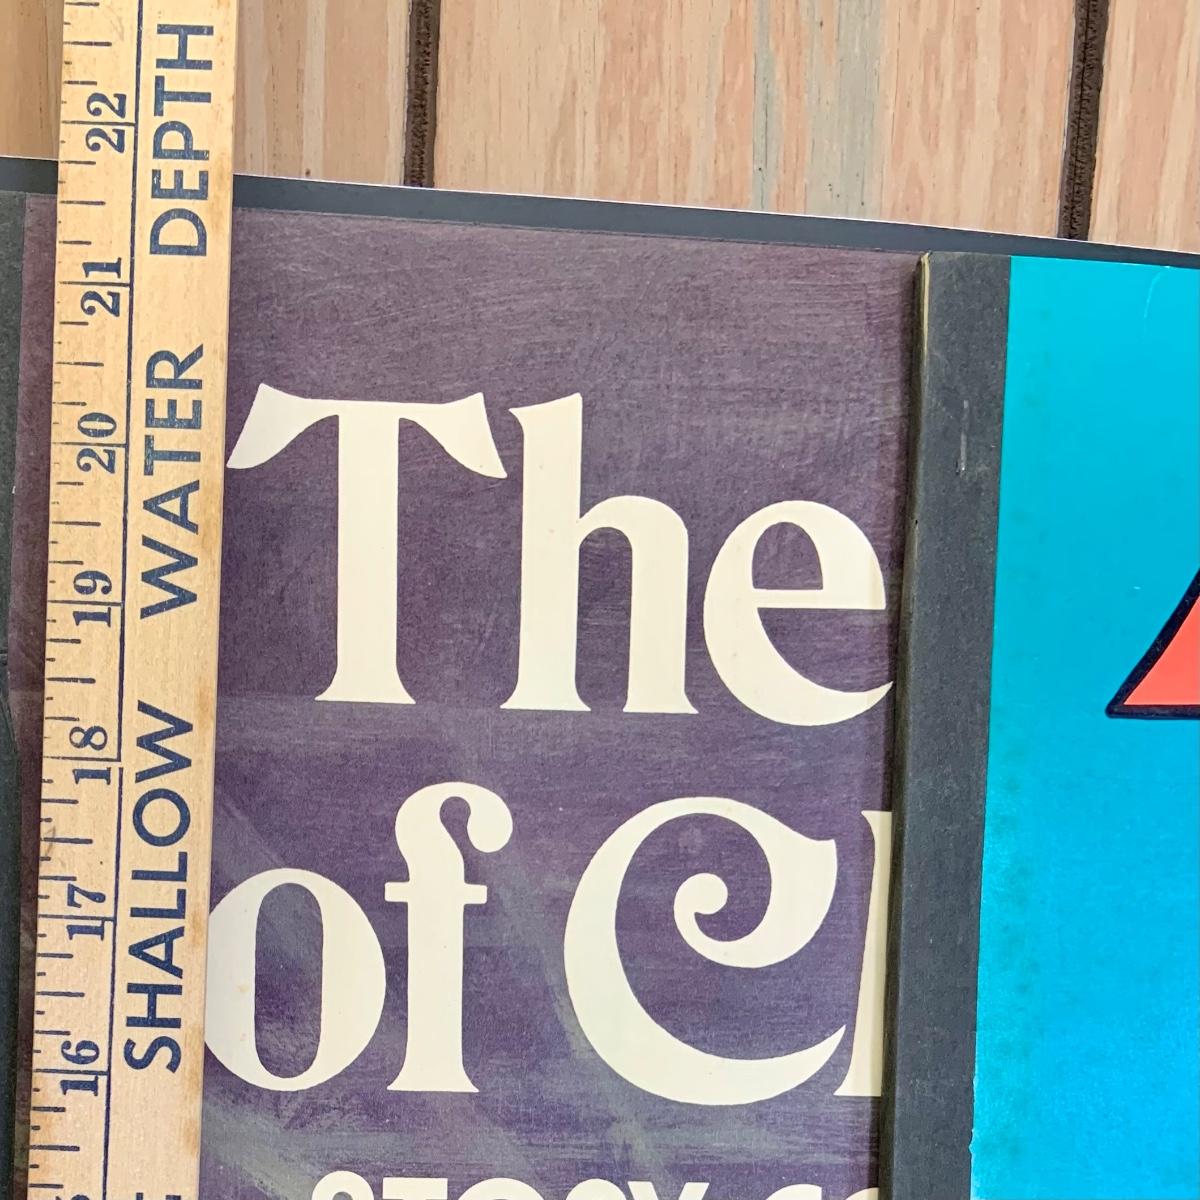 22
21
20
19
18
17
16
SHALLOW WATER DEPTH
The
of